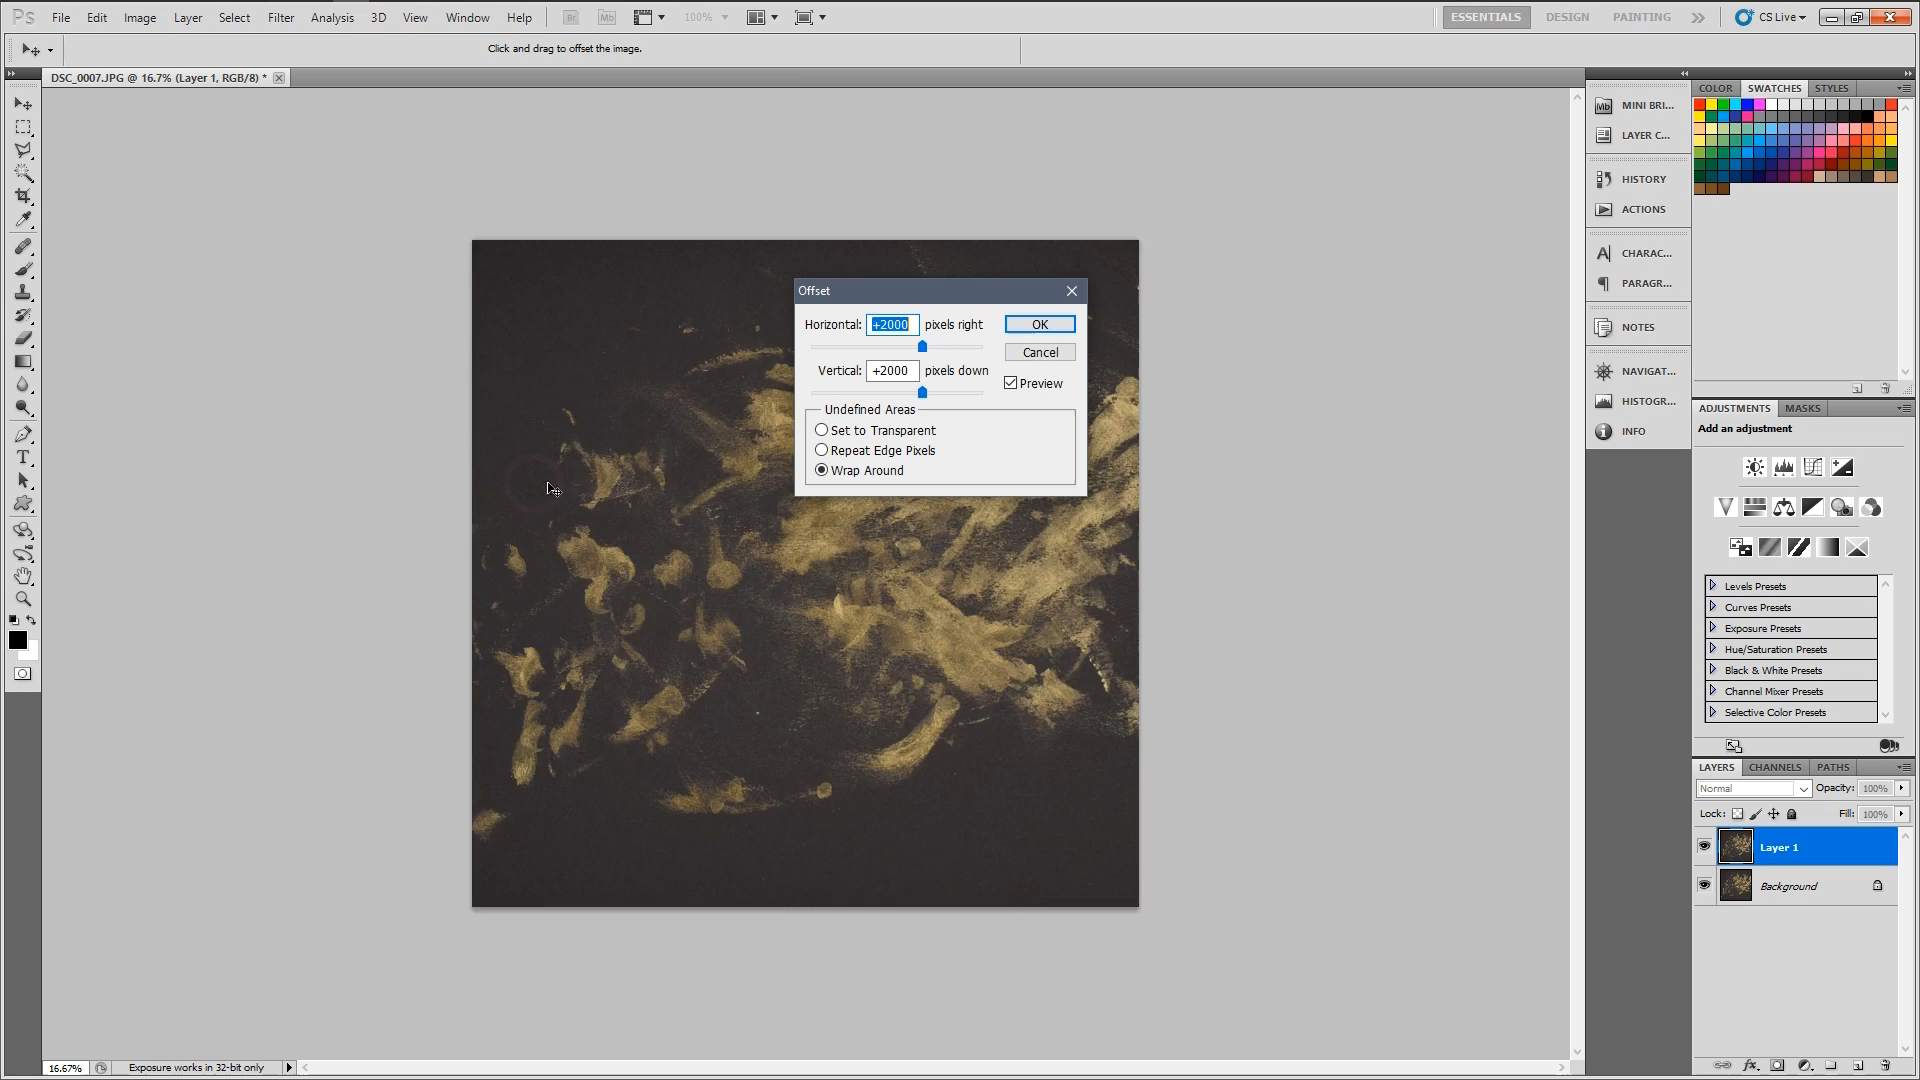 Ps File Edit Image Layer Select Filter Analysis 3D View Window Help Br Mb 100% ESSENTIALS DESIGN PAINTING CS Live
Click and drag to offset the image.
DSC_0007.JPG @ 16.7% (Layer 1, RGB/8) *
COLOR SWATCHES STYLES
Mb MINI BRI...
LAYER C...
HISTORY
ACTIONS
CHARAC...
PARAGR...
NOTES
NAVIGAT...
HISTOGR...
INFO
Offset
Horizontal: +2000 pixels right OK
Cancel
Vertical: +2000 pixels down
Preview
Undefined Areas
Set to Transparent
Repeat Edge Pixels
Wrap Around
ADJUSTMENTS MASKS
Add an adjustment
Levels Presets
Curves Presets
Exposure Presets
Hue/Saturation Presets
Black & White Presets
Channel Mixer Presets
Selective Color Presets
LAYERS CHANNELS PATHS
Normal Opacity: 100%
Lock: Fill: 100%
Layer 1
Background
16.67% Exposure works in 32-bit only